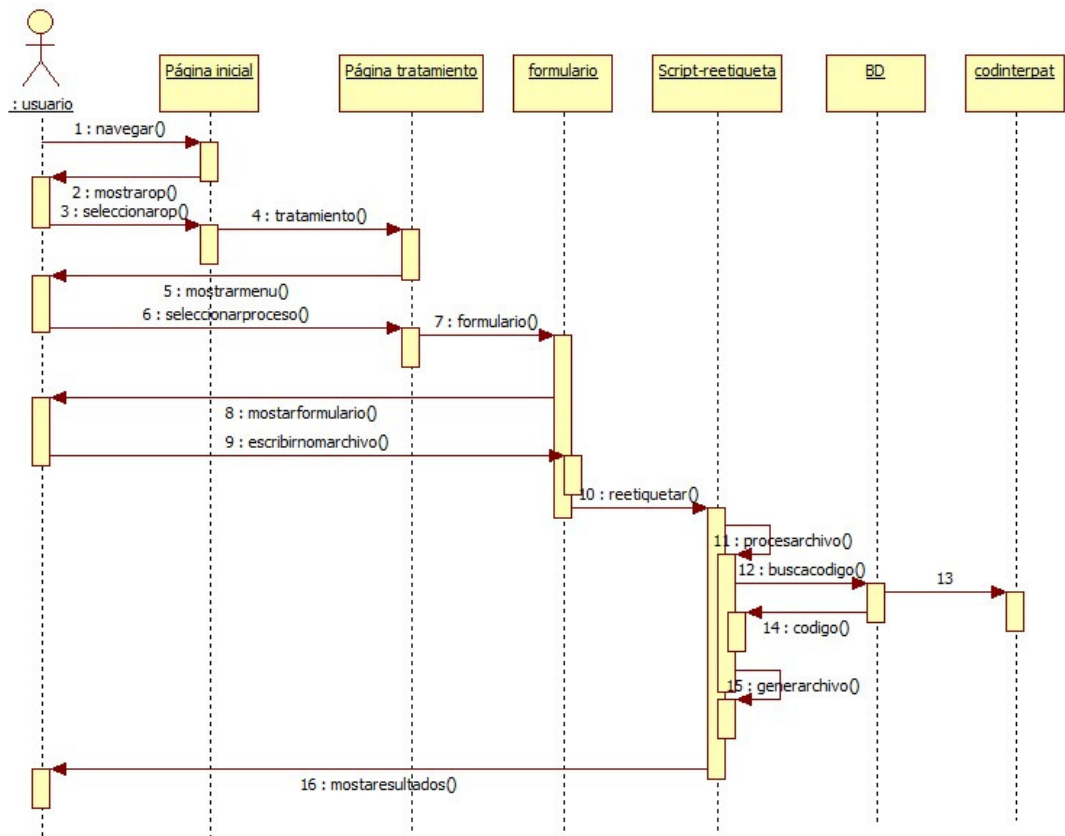 Página inicial
Página tratamiento
formulario
Script-reetiqueta
BD
codinterpat
: usuario
1 : navegar()
2 : mostrarop()
3 : seleccionarop()
4 : tratamiento()
5 : mostrarmenu()
6 : seleccionarproceso()
7 : formulario()
8 : mostarformulario()
9 : escribirnomarchivo()
10 : reetiquetar()
11 : procesarchivo()
12 : buscacodigo()
13
14 : codigo()
15 : generarchivo()
16 : mostaresultados()